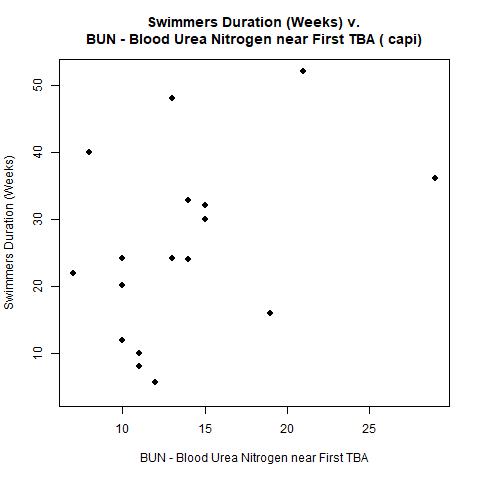 Swimmers Duration (Weeks) v.
BUN - Blood Urea Nitrogen near First TBA ( capi)
Swimmers Duration (Weeks)
50
40
30
20
10
10 15 20 25
BUN - Blood Urea Nitrogen near First TBA